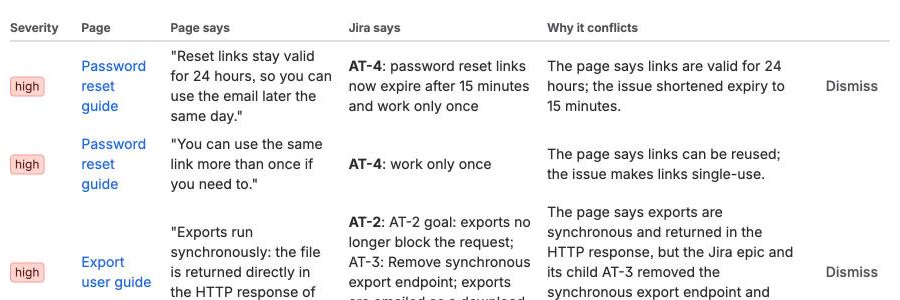 Severity Page Page says Jira says Why it conflicts
high
Password
reset
guide
"Reset links stay valid
for 24 hours, so you can
use the email later the
same day."
AT-4: password reset links
now expire after 15 minutes
and work only once
The page says links are valid for 24
hours; the issue shortened expiry to
15 minutes.
Dismiss
high
Password
reset
guide
"You can use the same
link more than once if
you need to."
AT-4: work only once
The page says links can be reused;
the issue makes links single-use.
high
Export
user guide
"Exports run
synchronously: the file
is returned directly in
the HTTP response of
AT-2: AT-2 goal: exports no
longer block the request;
AT-3: Remove synchronous
export endpoint; exports
are emailed as a download
The page says exports are
synchronous and returned in the
HTTP response, but the Jira epic and
its child AT-3 removed the
synchronous export endpoint and
Dismiss